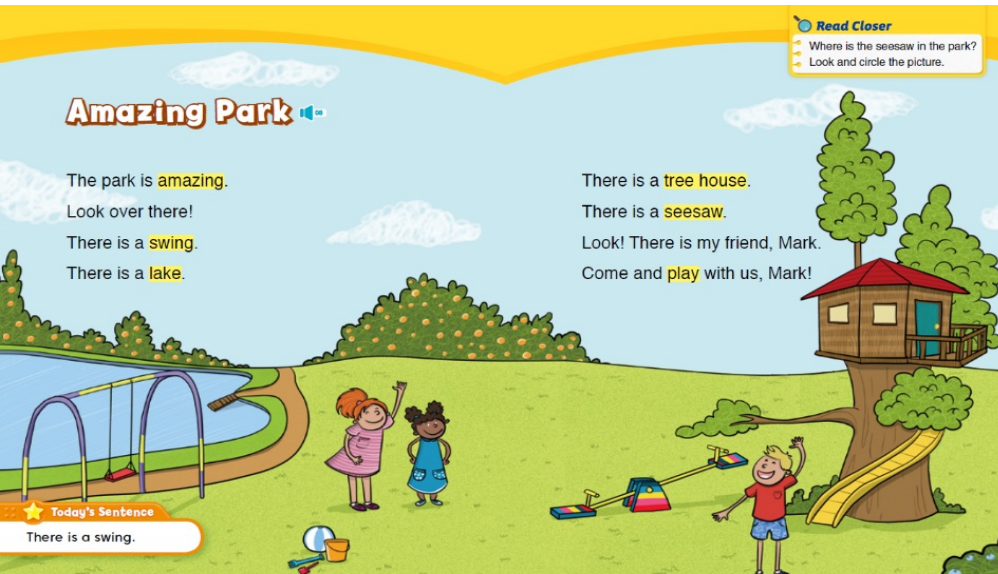 Amazing Park
The park is amazing.
Look over there!
There is a swing.
There is a lake.
Read Closer
Where is the seesaw in the park?
Look and circle the picture.
There is a tree house.
There is a seesaw.
Look! There is my friend, Mark.
Come and play with us, Mark!
Today's Sentence
There is a swing.